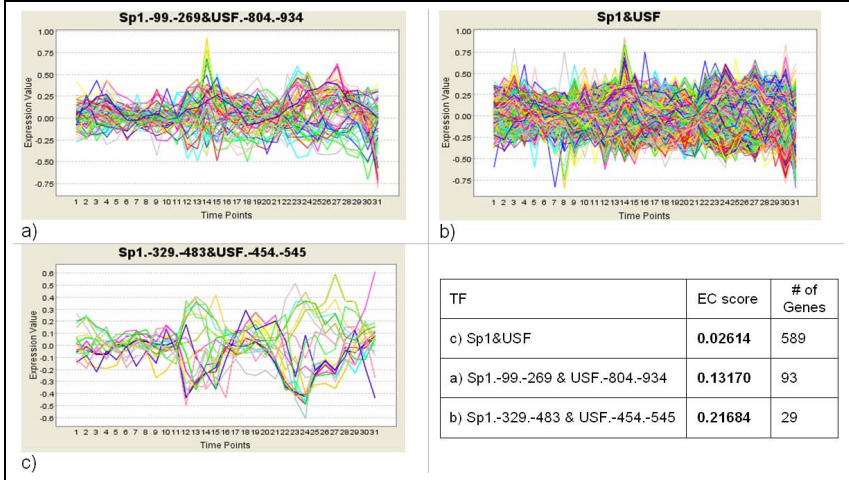 Sp1.-99.-269&USF.-804.-934
1.00
0.75
0.50
0.25
0.00
-0.25
-0.50
-0.75
Expression Value
1 2 3 4 5 6 7 8 9 10 11 12 13 14 15 16 17 18 19 20 21 22 23 24 25 26 27 28 29 30 31
Time Points
a)
Sp1&USF
1.00
0.75
0.50
0.25
0.00
-0.25
-0.50
-0.75
Expression Value
1 2 3 4 5 6 7 8 9 10 11 12 13 14 15 16 17 18 19 20 21 22 23 24 25 26 27 28 29 30 31
Time Points
b)
Sp1.-329.-483&USF.-454.-545
0.6
0.5
0.4
0.3
0.2
0.1
0.0
-0.1
-0.2
-0.3
-0.4
-0.5
-0.6
Expression Value
1 2 3 4 5 6 7 8 9 10 11 12 13 14 15 16 17 18 19 20 21 22 23 24 25 26 27 28 29 30 31
Time Points
c)
TF EC score # of Genes
c) Sp1&USF 0.02614 589
a) Sp1.-99.-269 & USF.-804.-934 0.13170 93
b) Sp1.-329.-483 & USF.-454.-545 0.21684 29